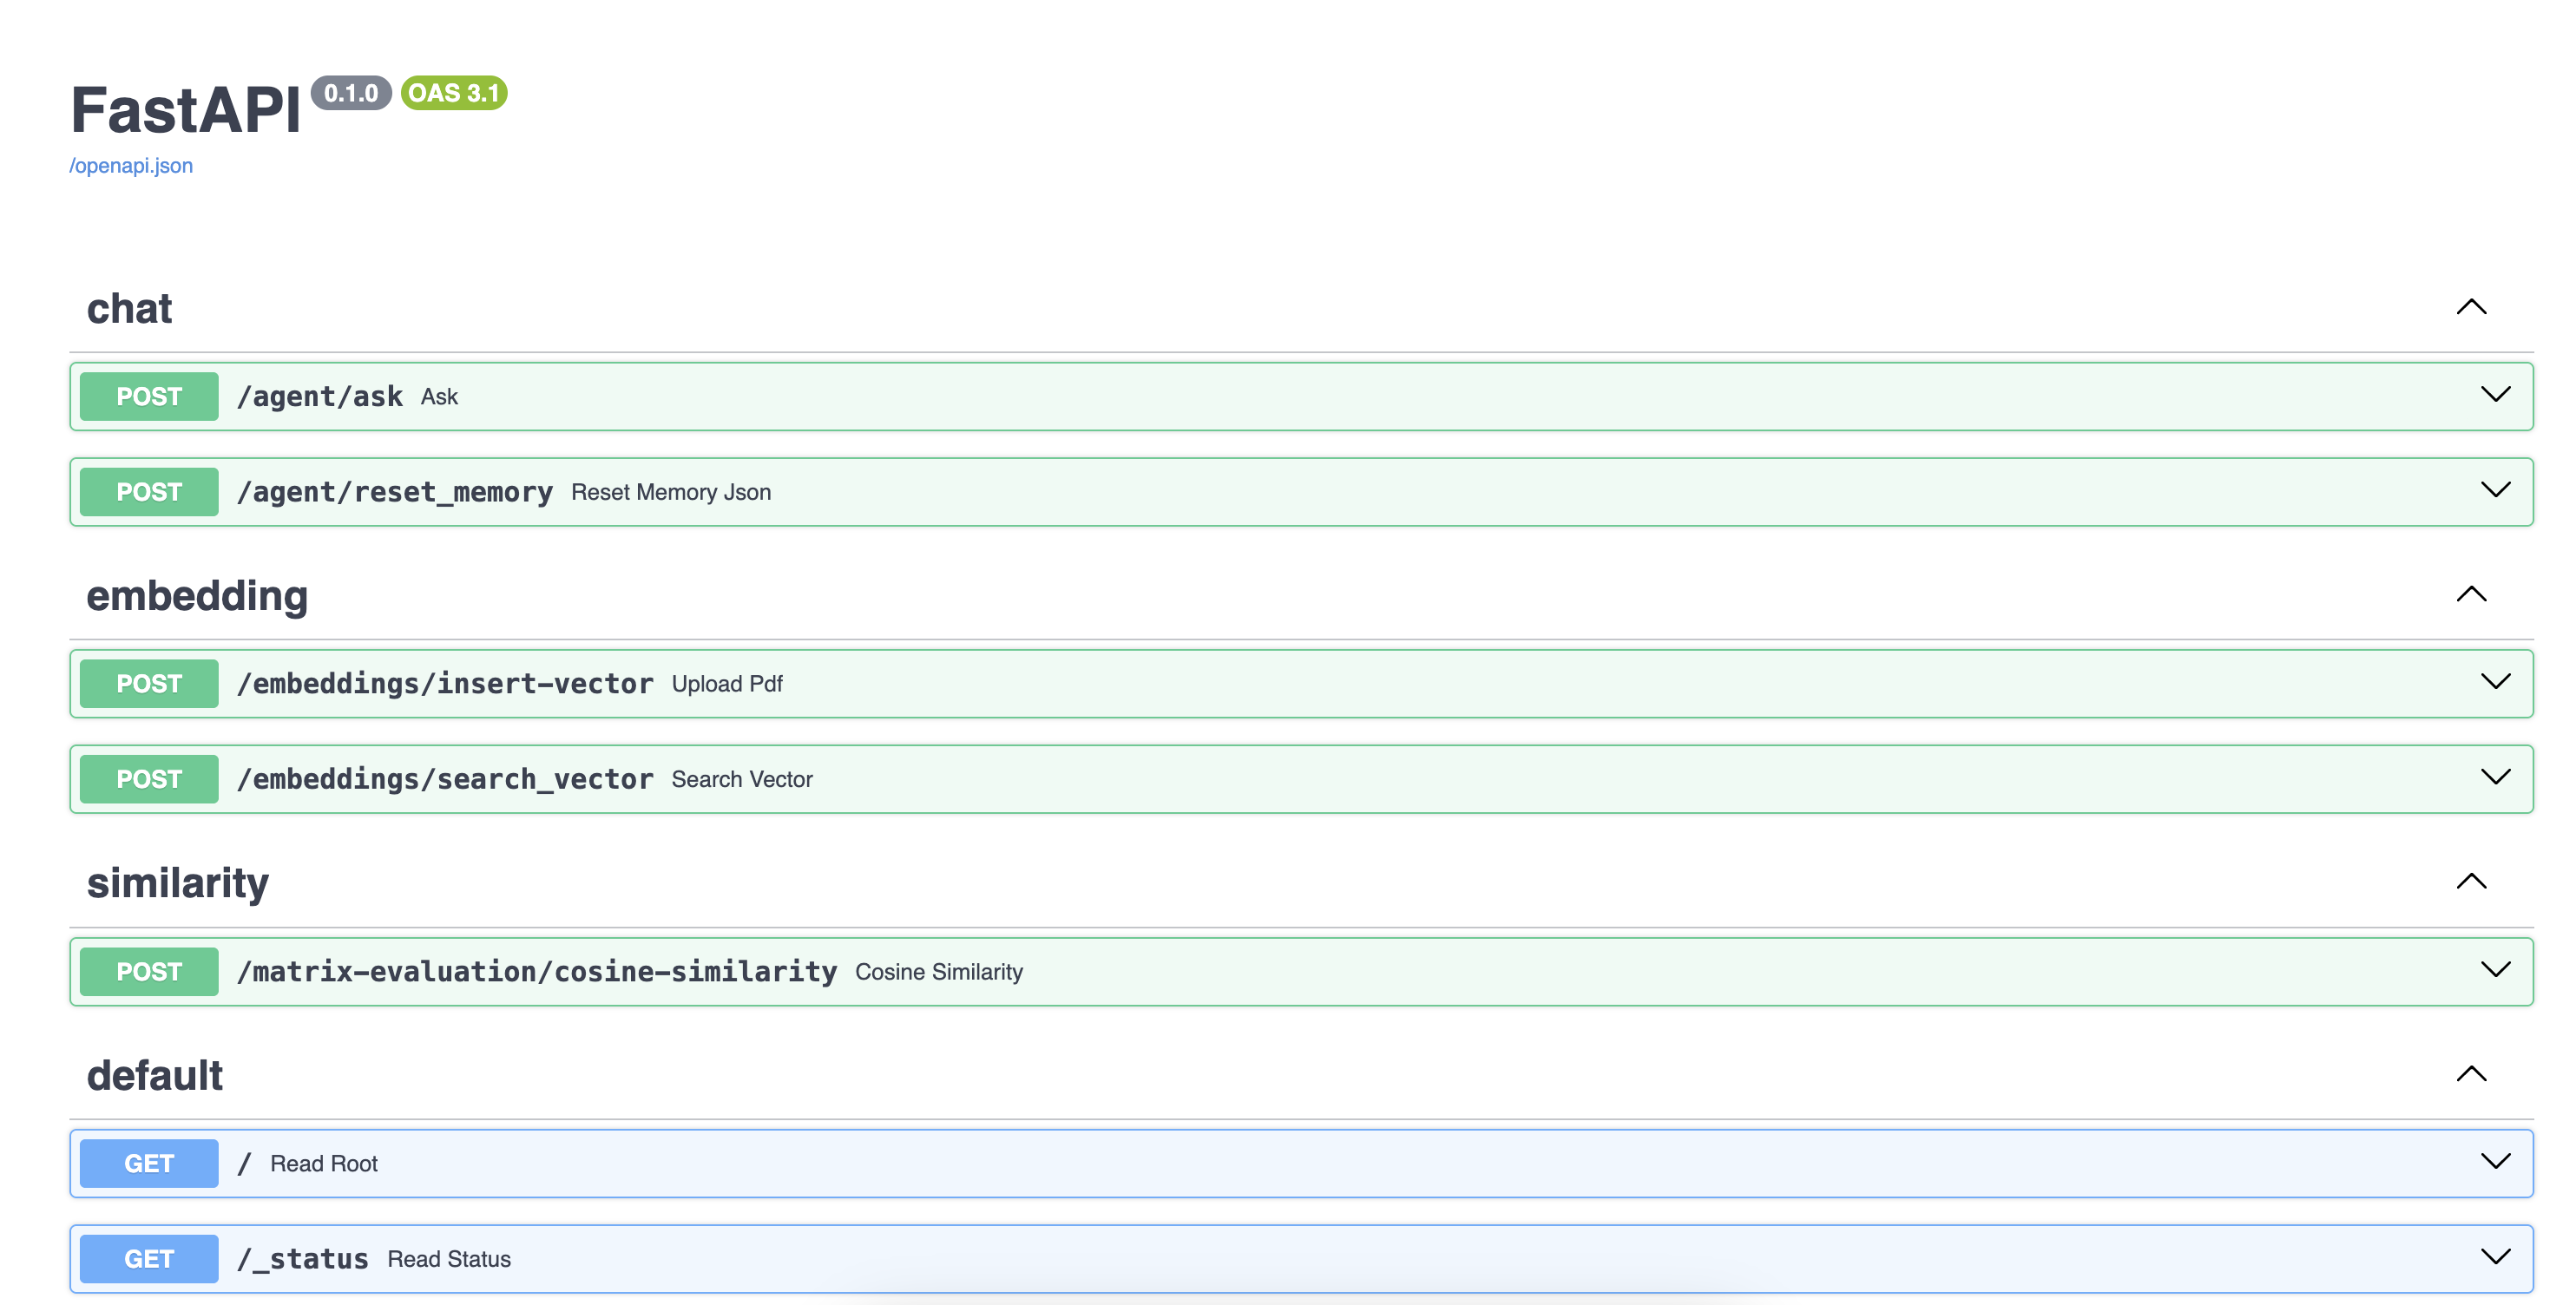 FastAPI 0.1.0 OAS 3.1
/openapi.json
chat
POST /agent/ask Ask
POST /agent/reset_memory Reset Memory Json
embedding
POST /embeddings/insert-vector Upload Pdf
POST /embeddings/search_vector Search Vector
similarity
POST /matrix-evaluation/cosine-similarity Cosine Similarity
default
GET / Read Root
GET /_status Read Status